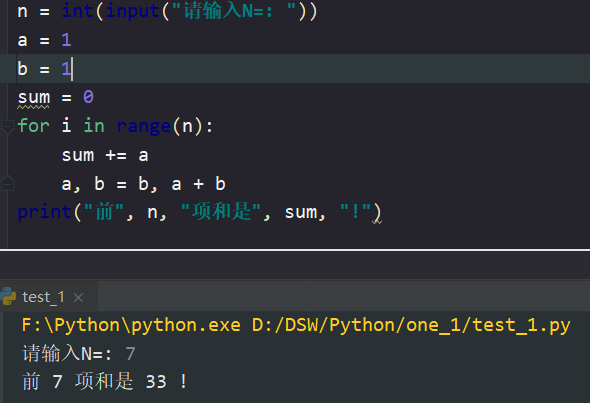 n = int(input("请输入N=: "))
a = 1
b = 1
sum = 0
for i in range(n):
    sum += a
    a, b = b, a + b
print("前", n, "项和是", sum, "!")
test_1 ×
F:\Python\python.exe D:/DSW/Python/one_1/test_1.py
请输入N=: 7
前 7 项和是 33 !